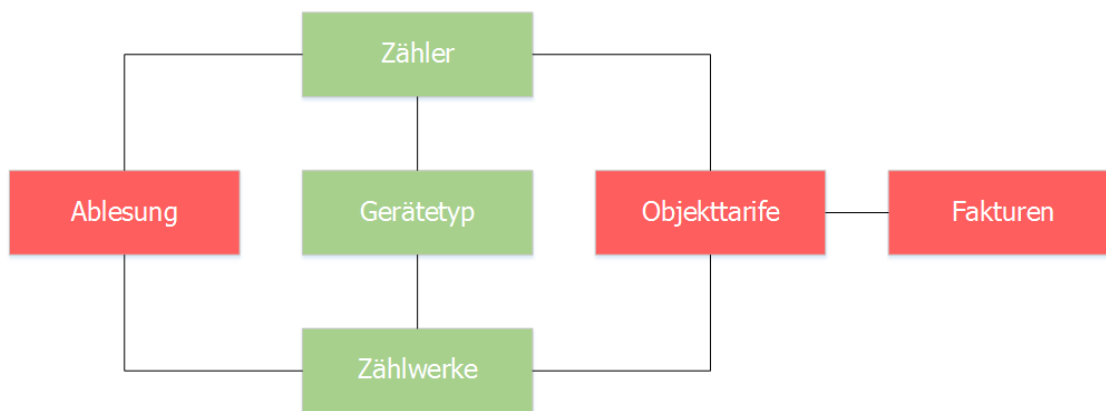 Zähler
Ablesung
Gerätetyp
Objekttarife
Fakturen
Zählwerke